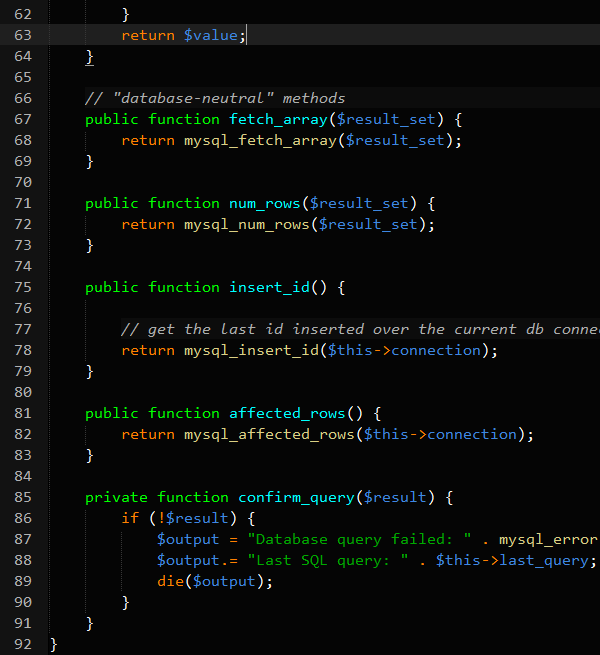 62 }
63 return $value;
64 }
65
66 // "database-neutral" methods
67 public function fetch_array($result_set) {
68 return mysql_fetch_array($result_set);
69 }
70
71 public function num_rows($result_set) {
72 return mysql_num_rows($result_set);
73 }
74
75 public function insert_id() {
76
77 // get the last id inserted over the current db conne
78 return mysql_insert_id($this->connection);
79 }
80
81 public function affected_rows() {
82 return mysql_affected_rows($this->connection);
83 }
84
85 private function confirm_query($result) {
86 if (!$result) {
87 $output = "Database query failed: " . mysql_error
88 $output.= "Last SQL query: " . $this->last_query;
89 die($output);
90 }
91 }
92 }